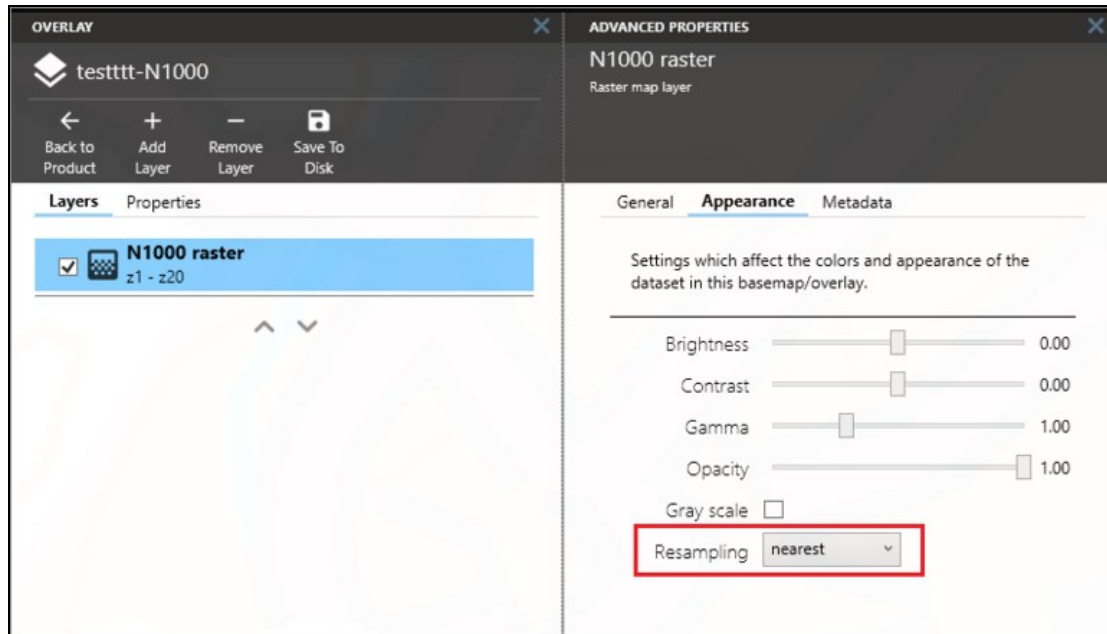 OVERLAY
testttt-N1000
Back to Product
Add Layer
Remove Layer
Save To Disk
Layers Properties
N1000 raster
z1 - z20
ADVANCED PROPERTIES
N1000 raster
Raster map layer
General Appearance Metadata
Settings which affect the colors and appearance of the
dataset in this basemap/overlay.
Brightness 0.00
Contrast 0.00
Gamma 1.00
Opacity 1.00
Gray scale
Resampling nearest